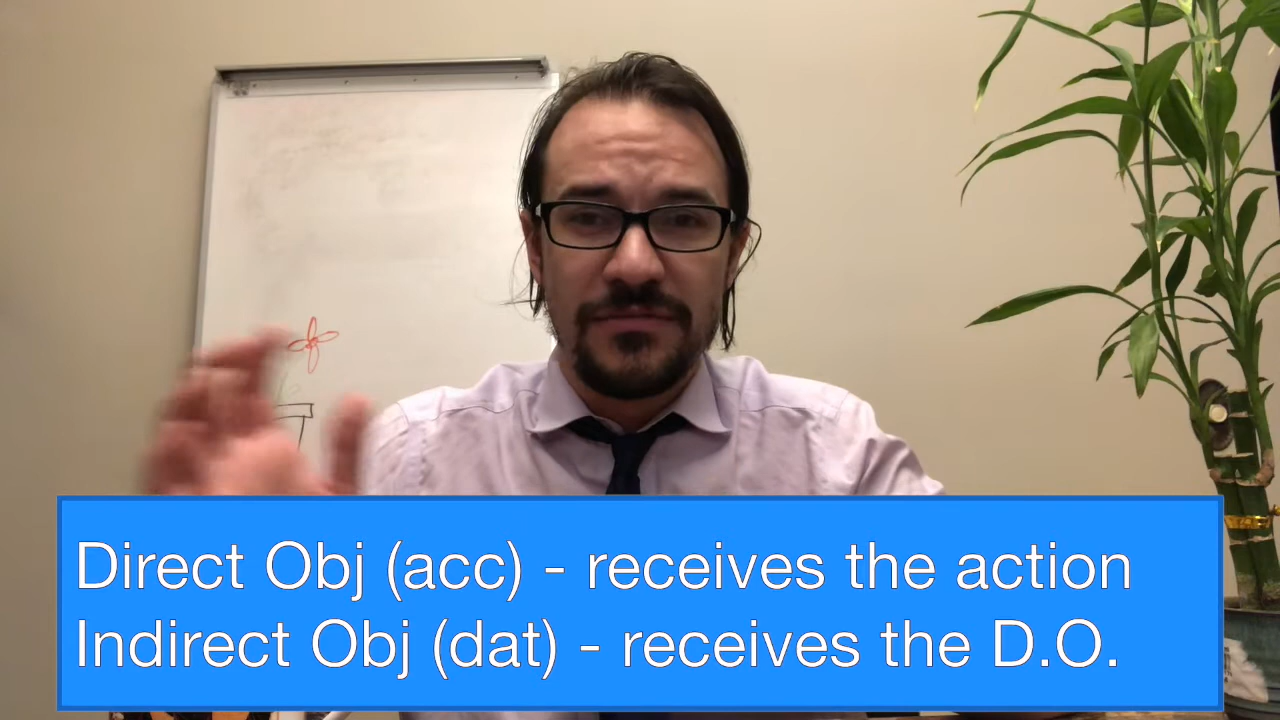 Direct Obj (acc) - receives the action
Indirect Obj (dat) - receives the D.O.